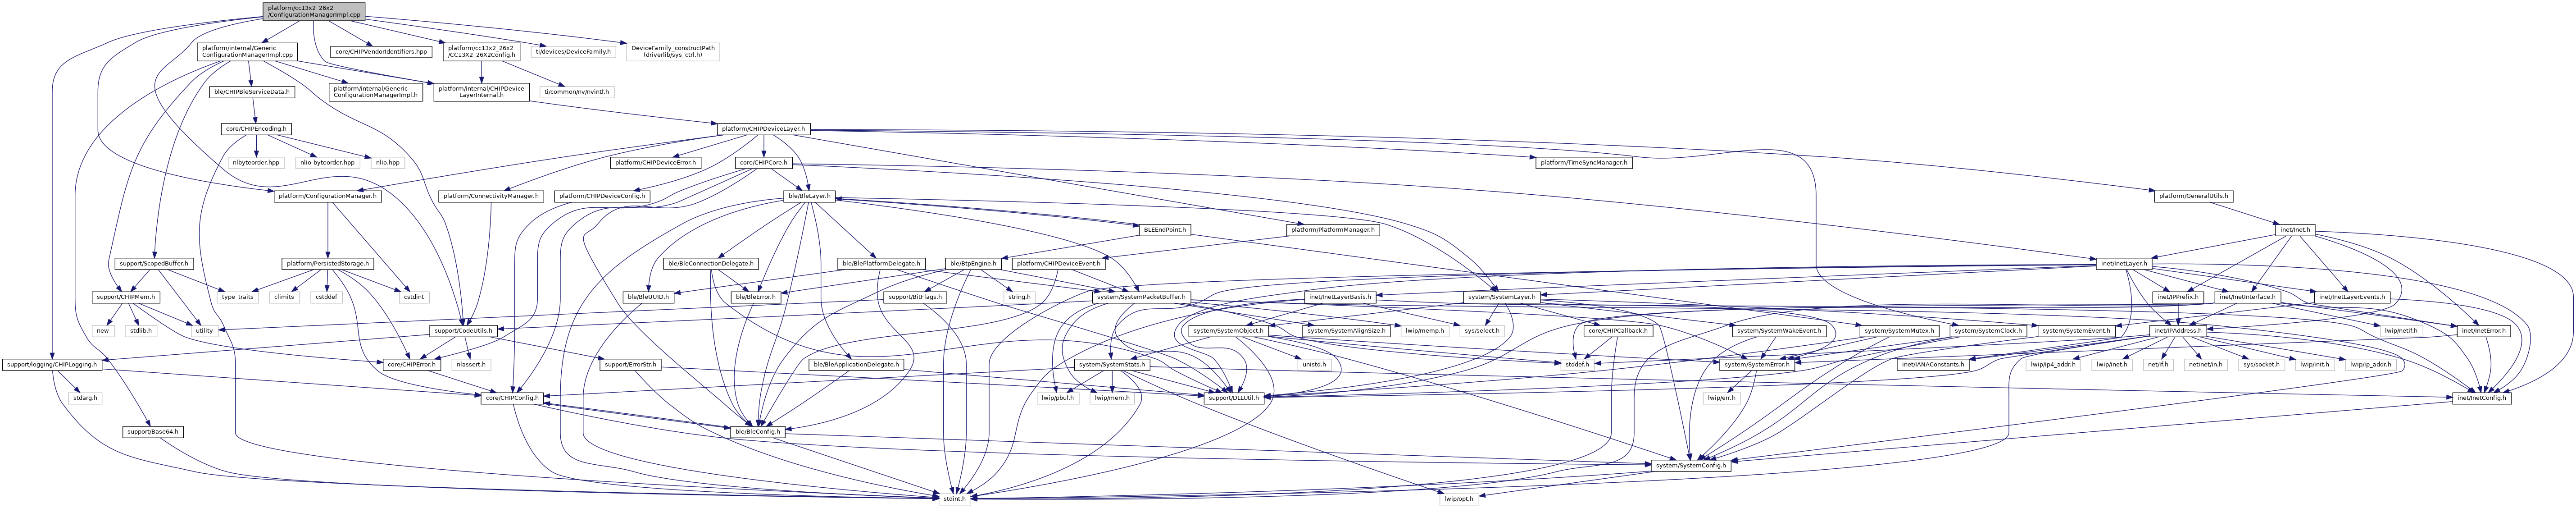 platform/cc13x2_26x2
/ConfigurationManagerImpl.cpp
platform/internal/Generic
ConfigurationManagerImpl.cpp
core/CHIPVendorIdentifiers.hpp
platform/cc13x2_26x2
/CC13X2_26X2Config.h
ti/devices/DeviceFamily.h
DeviceFamily_constructPath
(driverlib/sys_ctrl.h)
ble/CHIPBleServiceData.h
platform/internal/Generic
ConfigurationManagerImpl.h
platform/internal/CHIPDevice
LayerInternal.h
ti/common/nv/nvintf.h
core/CHIPEncoding.h
platform/CHIPDeviceLayer.h
nlbyteorder.hpp
nlio-byteorder.hpp
nlio.hpp
platform/CHIPDeviceError.h
core/CHIPCore.h
platform/TimeSyncManager.h
platform/ConfigurationManager.h
platform/ConnectivityManager.h
platform/CHIPDeviceConfig.h
ble/BleLayer.h
platform/GeneralUtils.h
BLEEndPoint.h
platform/PlatformManager.h
inet/Inet.h
support/ScopedBuffer.h
platform/PersistedStorage.h
ble/BleConnectionDelegate.h
ble/BlePlatformDelegate.h
ble/BtpEngine.h
platform/CHIPDeviceEvent.h
inet/InetLayer.h
support/CHIPMem.h
type_traits
climits
cstddef
cstdint
ble/BleUUID.h
ble/BleError.h
support/BitFlags.h
string.h
system/SystemPacketBuffer.h
inet/InetLayerBasis.h
system/SystemLayer.h
inet/IPPrefix.h
inet/InetInterface.h
inet/InetLayerEvents.h
new
stdlib.h
utility
support/CodeUtils.h
system/SystemObject.h
system/SystemAlignSize.h
lwip/memp.h
sys/select.h
core/CHIPCallback.h
system/SystemWakeEvent.h
system/SystemMutex.h
system/SystemClock.h
system/SystemEvent.h
inet/IPAddress.h
lwip/netif.h
inet/InetError.h
support/logging/CHIPLogging.h
core/CHIPError.h
nlassert.h
support/ErrorStr.h
ble/BleApplicationDelegate.h
system/SystemStats.h
unistd.h
stddef.h
system/SystemError.h
inet/IANAConstants.h
lwip/ip4_addr.h
lwip/inet.h
net/if.h
netinet/in.h
sys/socket.h
lwip/init.h
lwip/ip_addr.h
stdarg.h
core/CHIPConfig.h
lwip/pbuf.h
lwip/mem.h
support/DLLUtil.h
lwip/err.h
inet/InetConfig.h
support/Base64.h
ble/BleConfig.h
system/SystemConfig.h
stdint.h
lwip/opt.h